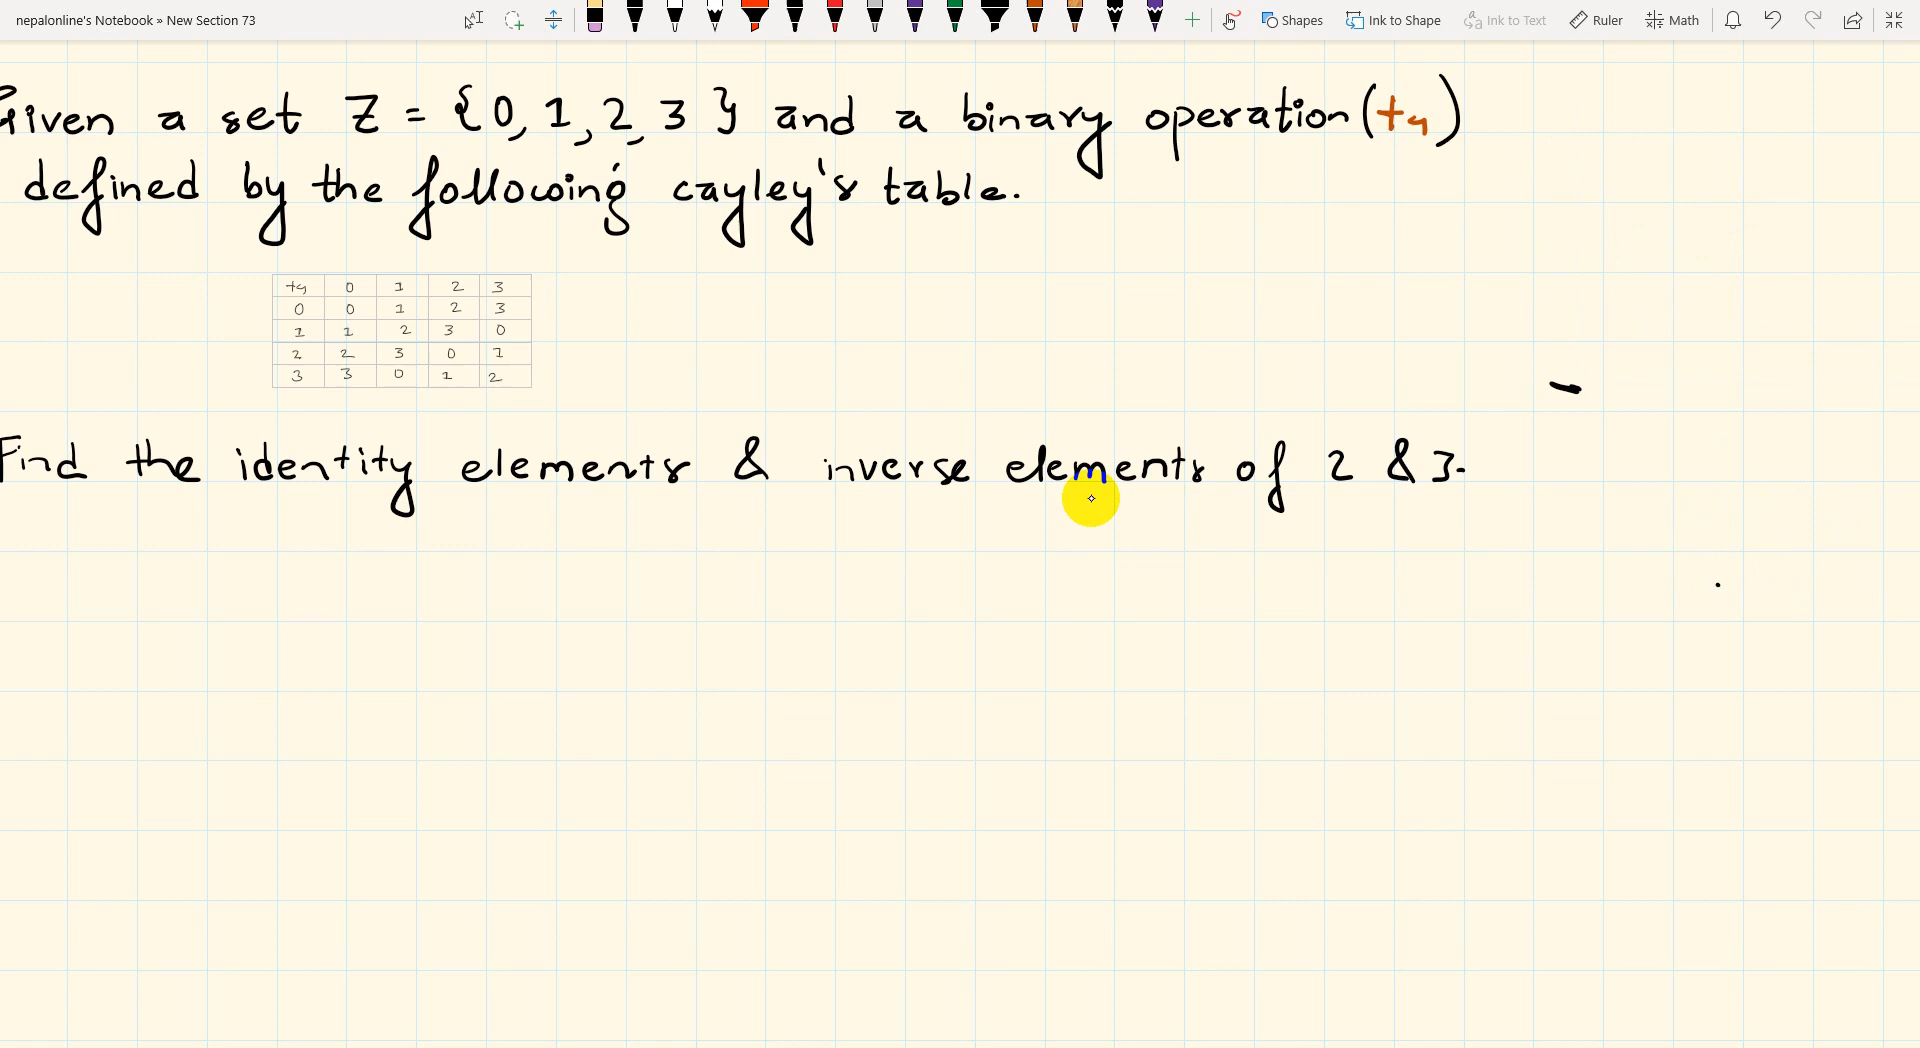 nepalonline's Notebook » New Section 73
Shapes Ink to Shape Ink to Text Ruler Math
Given a set Z = {0, 1, 2, 3} and a binary operation (+₄)
defined by the following cayley's table.
+₄ 0 1 2 3
0 0 1 2 3
1 1 2 3 0
2 2 3 0 1
3 3 0 1 2
Find the identity elements & inverse elements of 2 & 3.